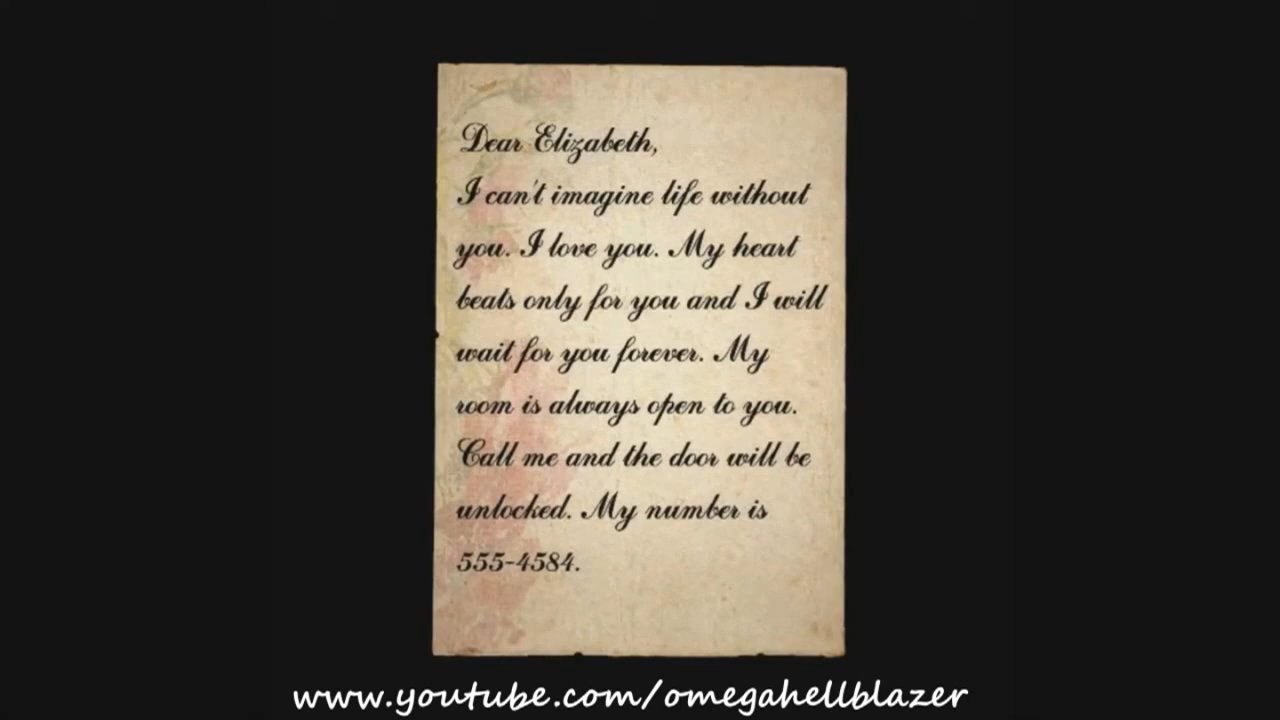 Dear Elizabeth,
I can't imagine life without
you. I love you. My heart
beats only for you and I will
wait for you forever. My
room is always open to you.
Call me and the door will be
unlocked. My number is
555-4584.
www.youtube.com/omegahellblazer